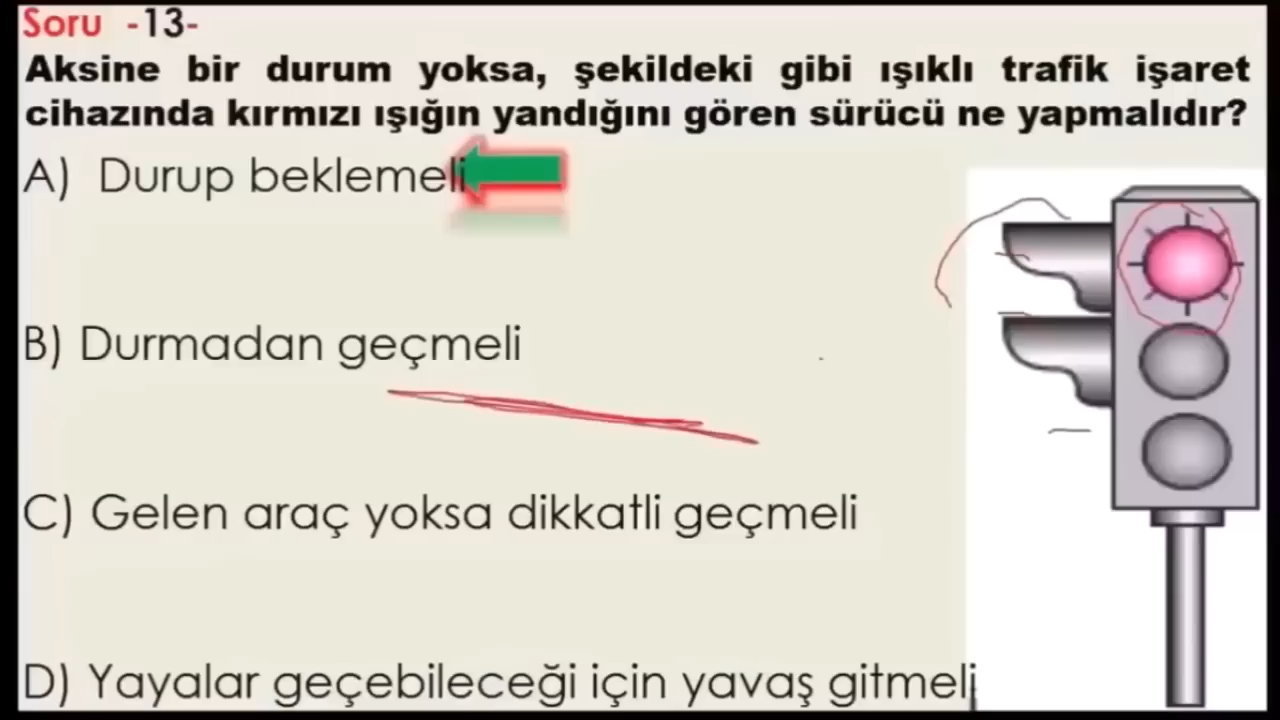 Soru -13-
Aksine bir durum yoksa, şekildeki gibi ışıklı trafik işaret
cihazında kırmızı ışığın yandığını gören sürücü ne yapmalıdır?
A) Durup beklemeli
B) Durmadan geçmeli
C) Gelen araç yoksa dikkatli geçmeli
D) Yayalar geçebileceği için yavaş gitmeli